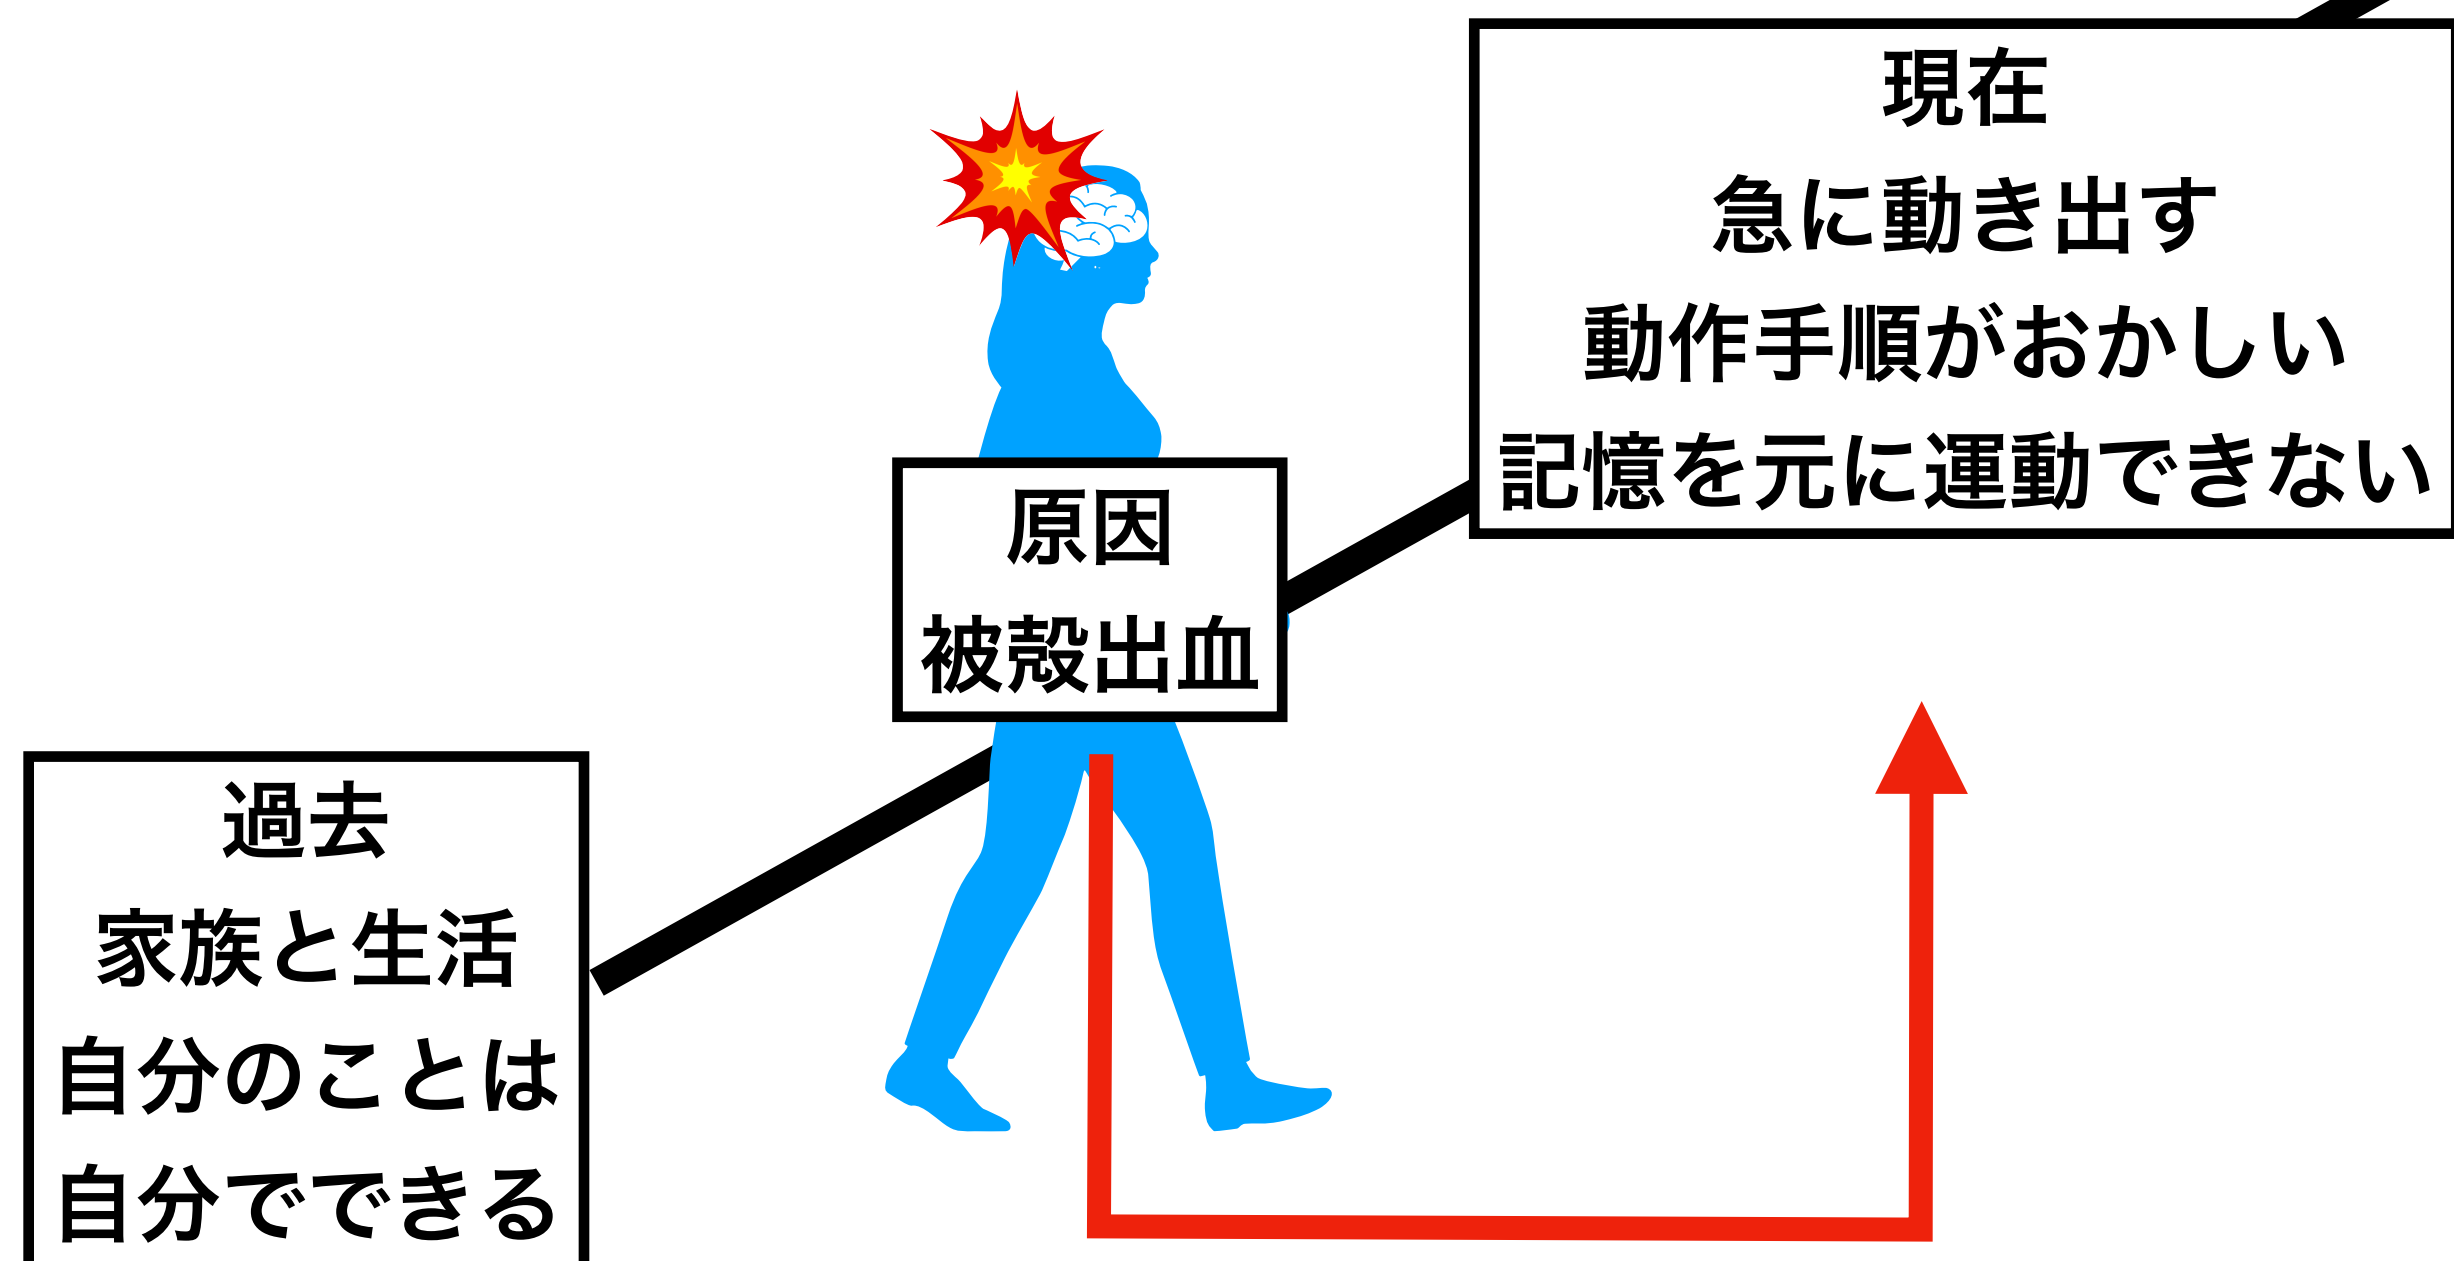 現在
急に動き出す
動作手順がおかしい
記憶を元に運動できない
原因
被殻出血
過去
家族と生活
自分のことは
自分でできる